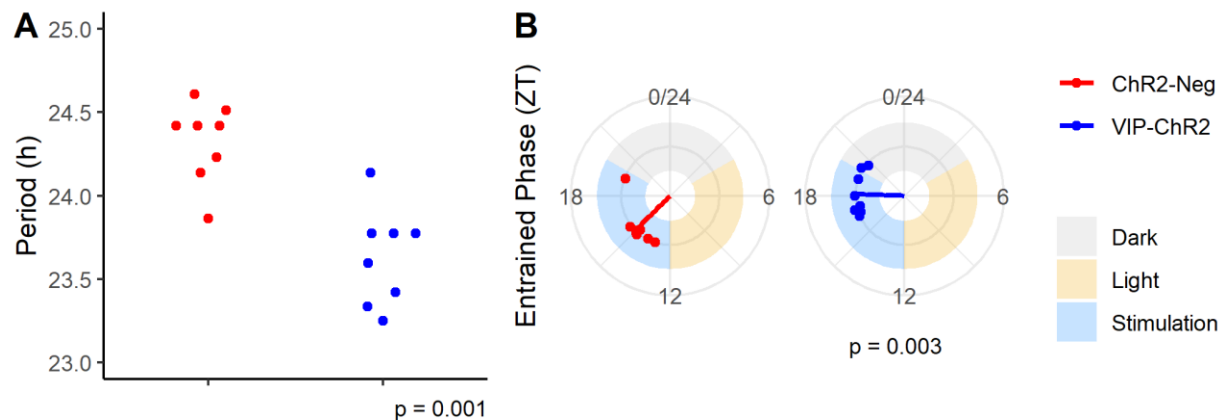 A
Period (h)
25.0
24.5
24.0
23.5
23.0
p = 0.001
B
Entrained Phase (ZT)
0/24
6
12
18
0/24
6
12
18
p = 0.003
ChR2-Neg
VIP-ChR2
Dark
Light
Stimulation